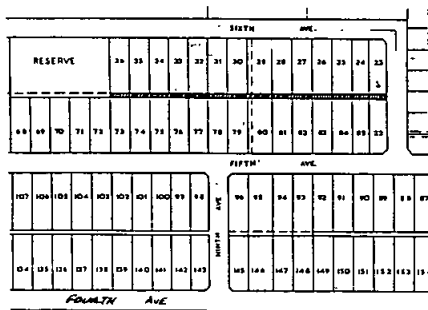 SIXTH AVE.
RESERVE 36 35 34 33 32 31 30 29 28 27 26 25 24 23
68 69 70 71 72 73 74 75 76 77 78 79 80 81 82 83 84 85 22
FIFTH AVE.
107 106 105 104 103 102 101 100 99 98 96 95 94 93 92 91 90 89 88 87
NINTH AVE
134 135 136 137 138 139 140 141 142 143 145 146 147 148 149 150 151 152 153
FOURTH AVE